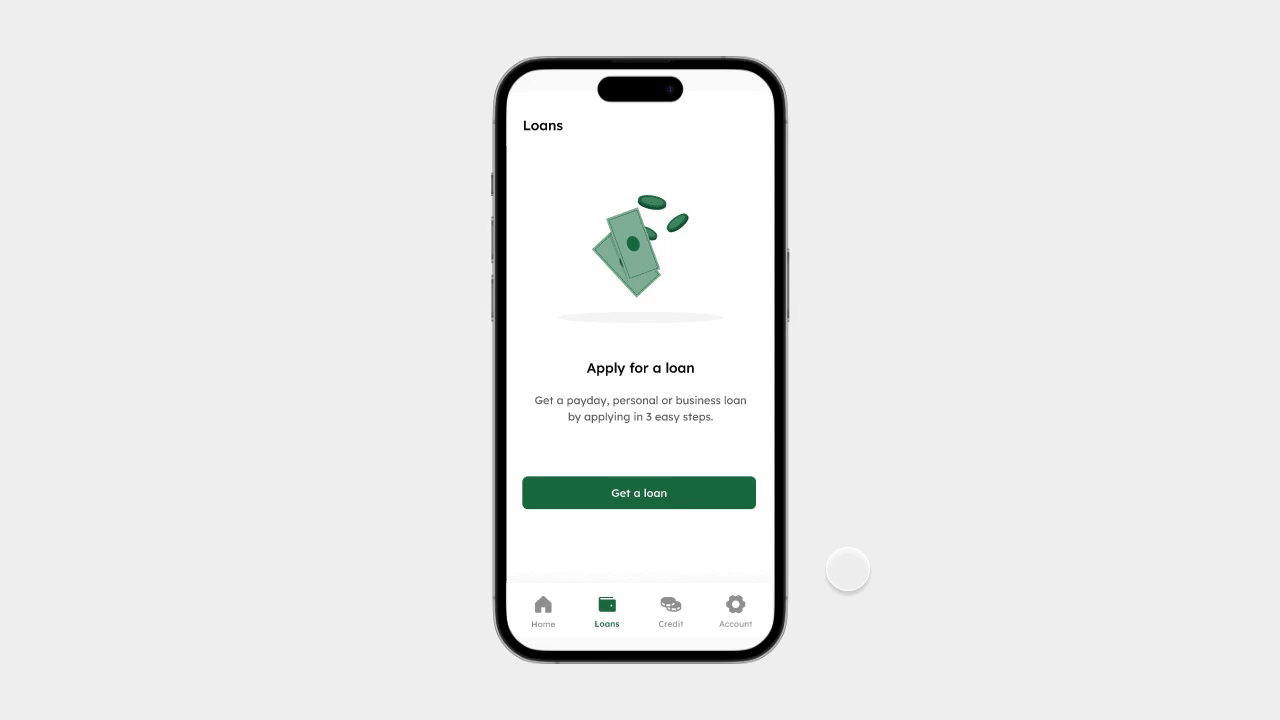 Loans
Apply for a loan
Get a payday, personal or business loan
by applying in 3 easy steps.
Get a loan
Home
Loans
Credit
Account